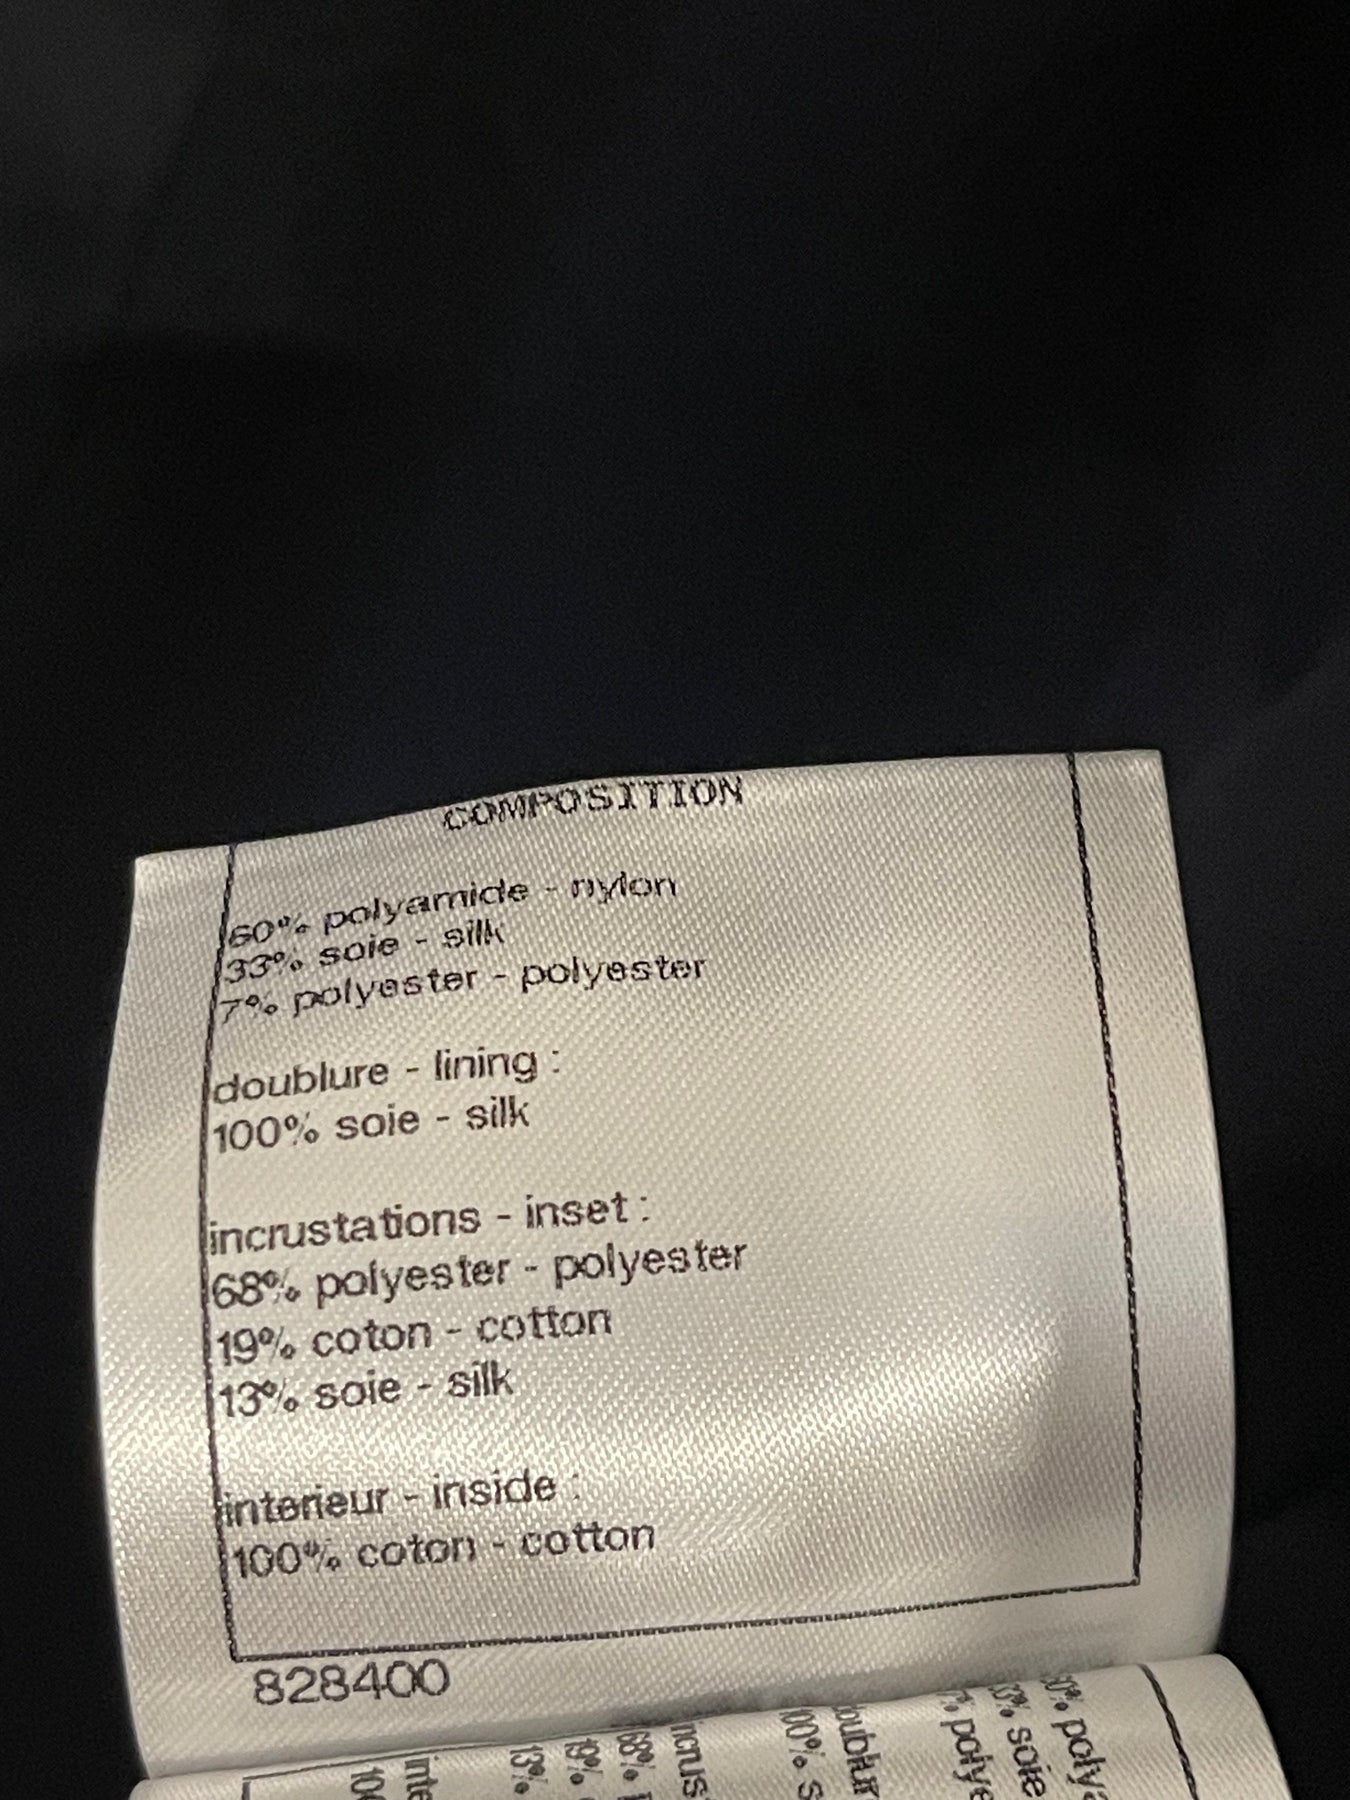 COMPOSITION
60% polyamide - nylon
33% soie - silk
7% polyester - polyester
doublure - lining :
100% soie - silk
incrustations - inset :
68% polyester - polyester
19% coton - cotton
13% soie - silk
interieur - inside :
100% coton - cotton
828400